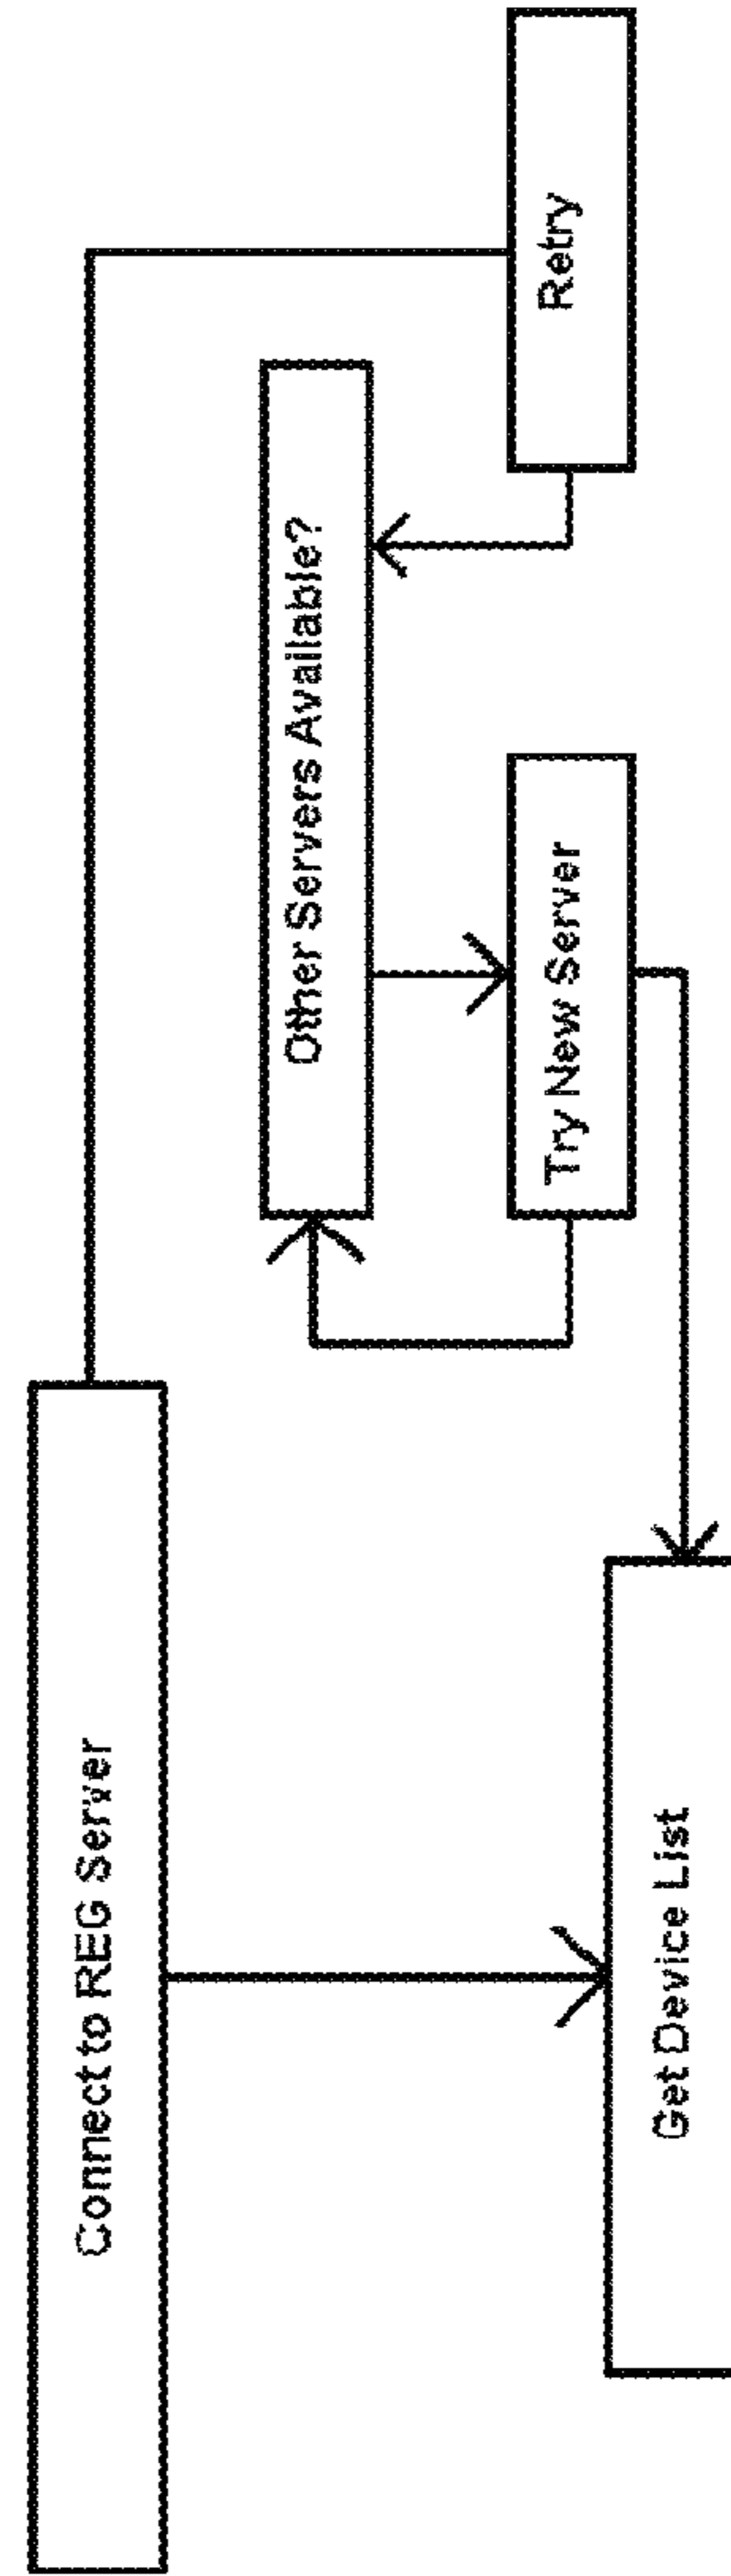 Connect to REG Server
Other Servers Available?
Try New Server
Retry
Get Device List